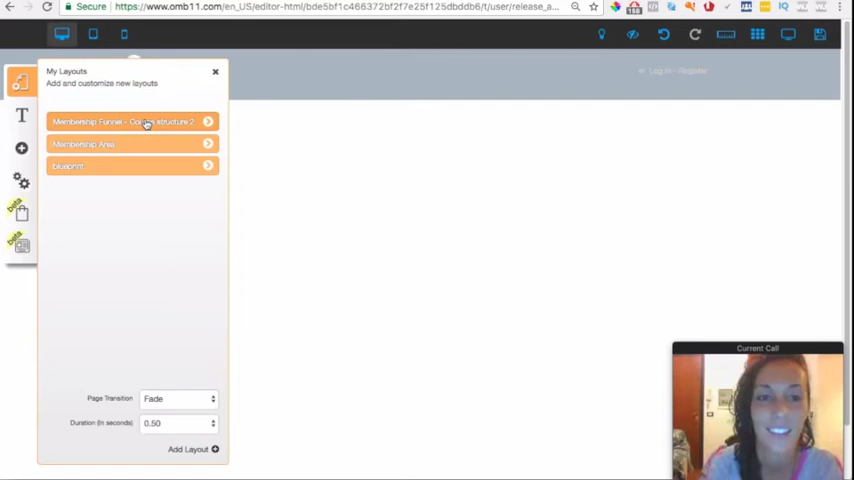 Secure
https://www.omb11.com/en_US/editor-html/bde5bf1c466372bf2f7e25f125dbddb6/t/user/release_a...
158
IQ
My Layouts
Add and customize new layouts
Log In - Register
Membership Funnel - Course structure 2
Membership Area
blueprint
T
beta
beta
Page Transition
Fade
Duration (In seconds)
0.50
Add Layout
Current Call